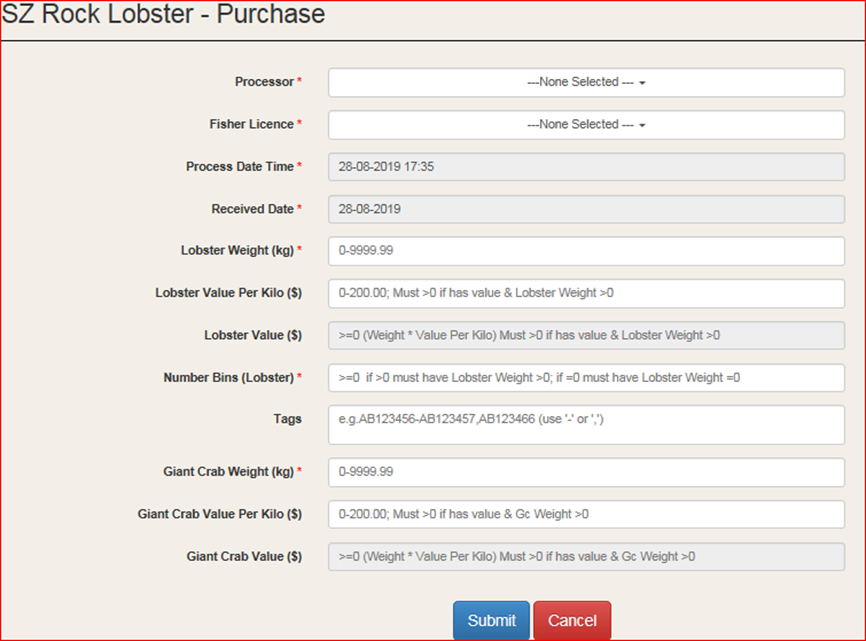 SZ Rock Lobster - Purchase
Processor * ---None Selected ---
Fisher Licence * ---None Selected ---
Process Date Time * 28-08-2019 17:35
Received Date * 28-08-2019
Lobster Weight (kg) * 0-9999.99
Lobster Value Per Kilo ($) 0-200.00; Must >0 if has value & Lobster Weight >0
Lobster Value ($) >=0 (Weight * Value Per Kilo) Must >0 if has value & Lobster Weight >0
Number Bins (Lobster) * >=0  if >0 must have Lobster Weight >0; if =0 must have Lobster Weight =0
Tags e.g.AB123456-AB123457,AB123466 (use '-' or ',')
Giant Crab Weight (kg) * 0-9999.99
Giant Crab Value Per Kilo ($) 0-200.00; Must >0 if has value & Gc Weight >0
Giant Crab Value ($) >=0 (Weight * Value Per Kilo) Must >0 if has value & Gc Weight >0
Submit Cancel